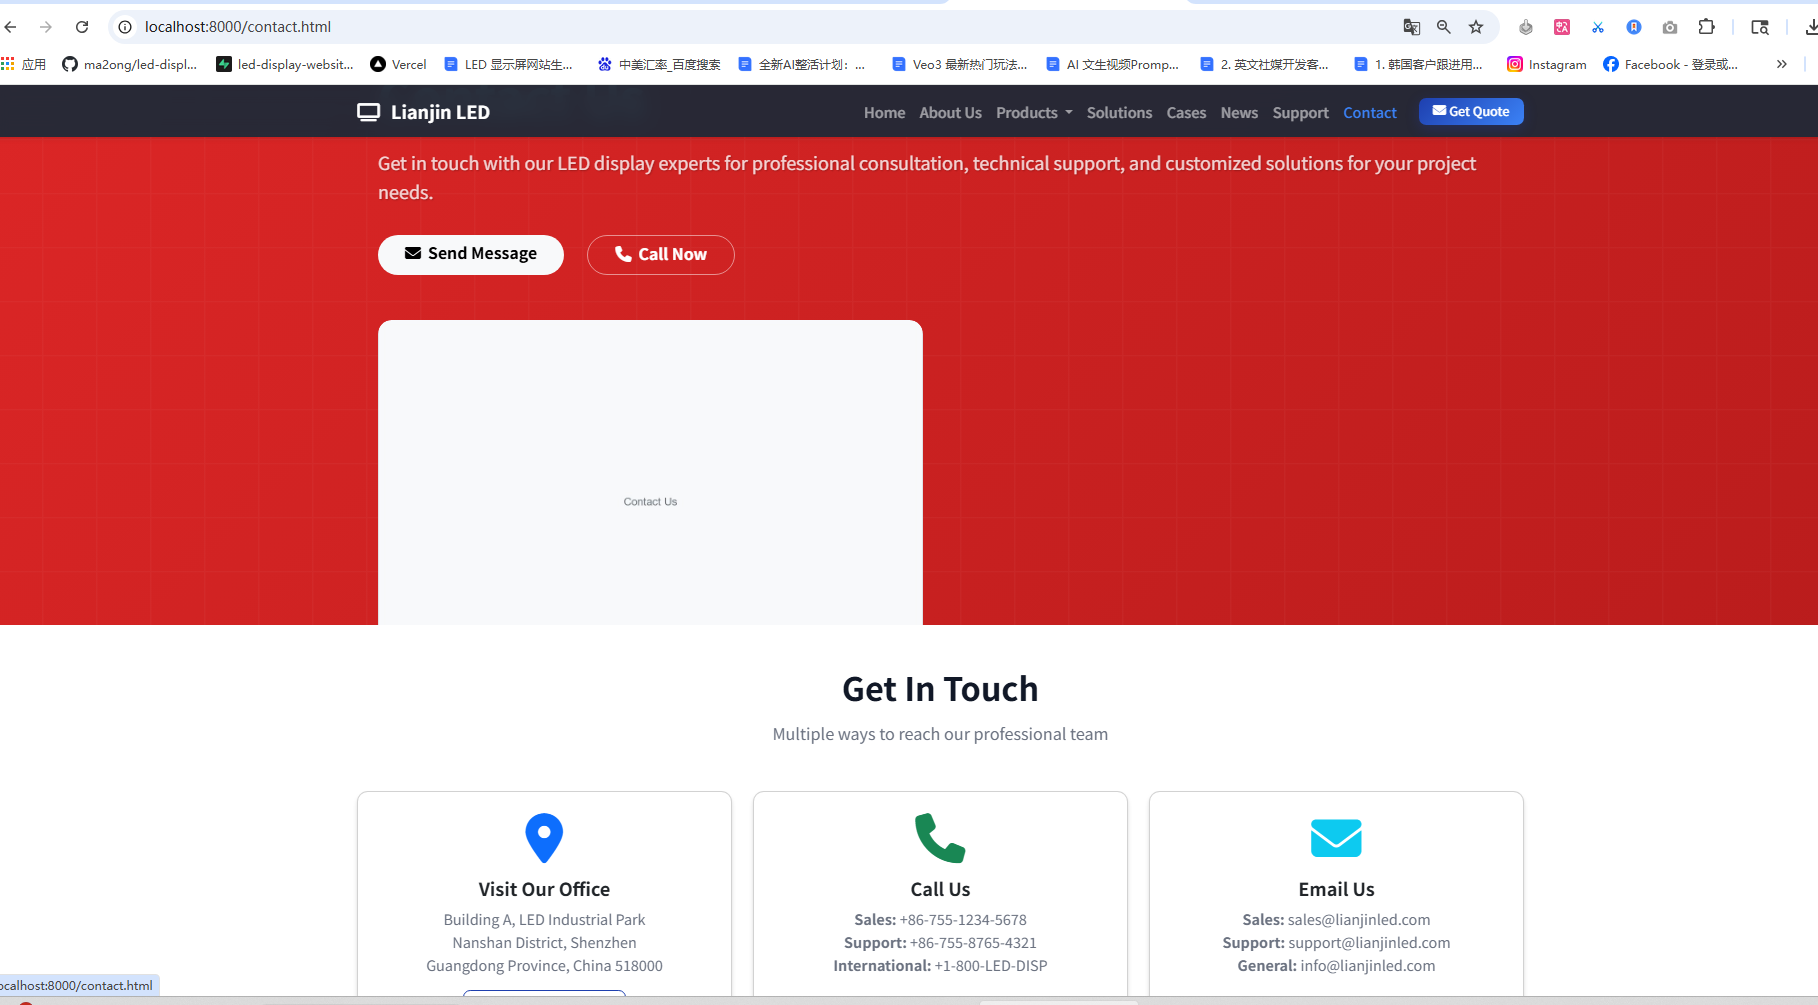 localhost:8000/contact.html
应用
ma2ong/led-displ...
led-display-websit...
Vercel
LED 显示屏网站生...
中美汇率_百度搜索
全新AI整活计划：...
Veo3 最新热门玩法...
AI 文生视频Promp...
2. 英文社媒开发客...
1. 韩国客户跟进用...
Instagram
Facebook - 登录或...
Lianjin LED
Home
About Us
Products
Solutions
Cases
News
Support
Contact
Get Quote
Get in touch with our LED display experts for professional consultation, technical support, and customized solutions for your project
needs.
Send Message
Call Now
Contact Us
Get In Touch
Multiple ways to reach our professional team
Visit Our Office
Building A, LED Industrial Park
Nanshan District, Shenzhen
Guangdong Province, China 518000
Call Us
Sales: +86-755-1234-5678
Support: +86-755-8765-4321
International: +1-800-LED-DISP
Email Us
Sales: sales@lianjinled.com
Support: support@lianjinled.com
General: info@lianjinled.com
ocalhost:8000/contact.html